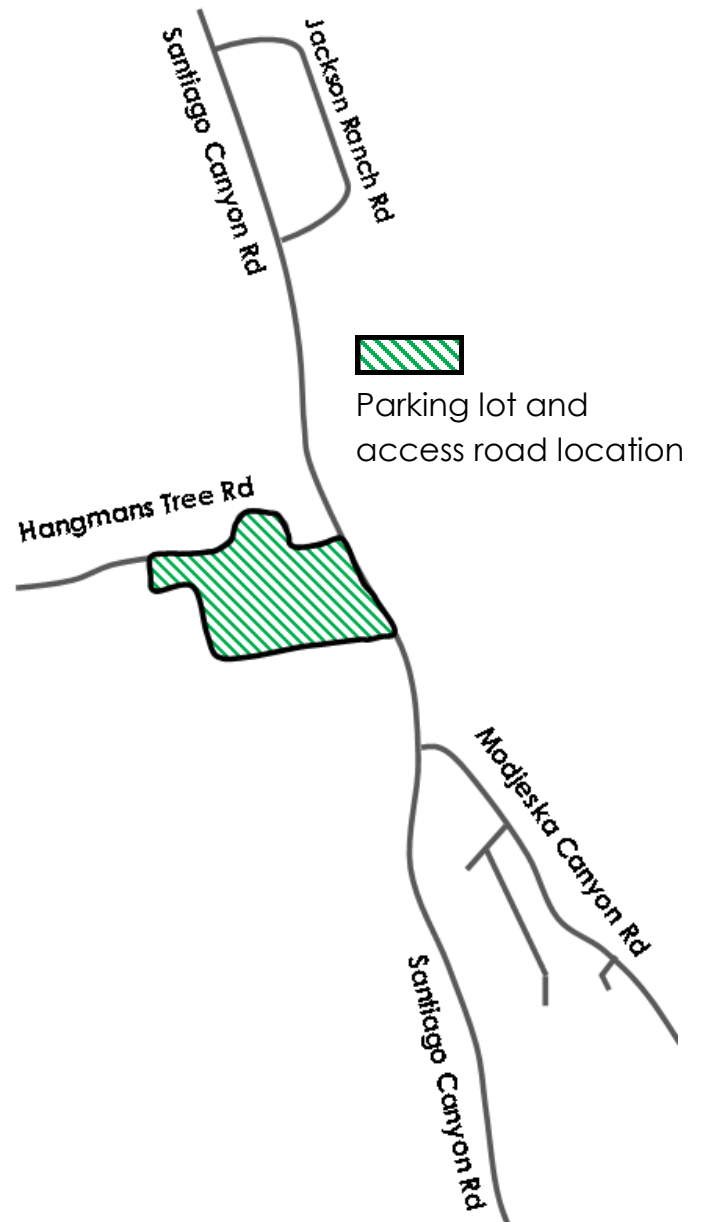 Santiago Canyon Rd
Jackson Ranch Rd
Parking lot and
access road location
Hangmans Tree Rd
Modjeska Canyon Rd
Santiago Canyon Rd